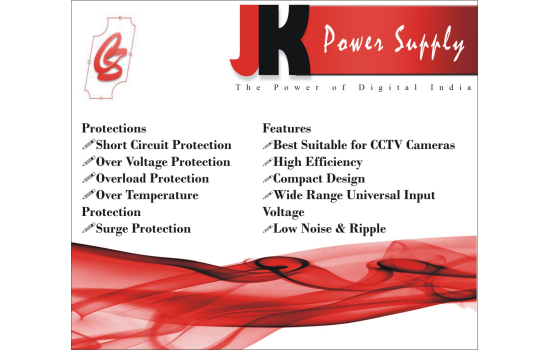 JK Power Supply
The Power of Digital India
Protections
Short Circuit Protection
Over Voltage Protection
Overload Protection
Over Temperature
Protection
Surge Protection
Features
Best Suitable for CCTV Cameras
High Efficiency
Compact Design
Wide Range Universal Input
Voltage
Low Noise & Ripple